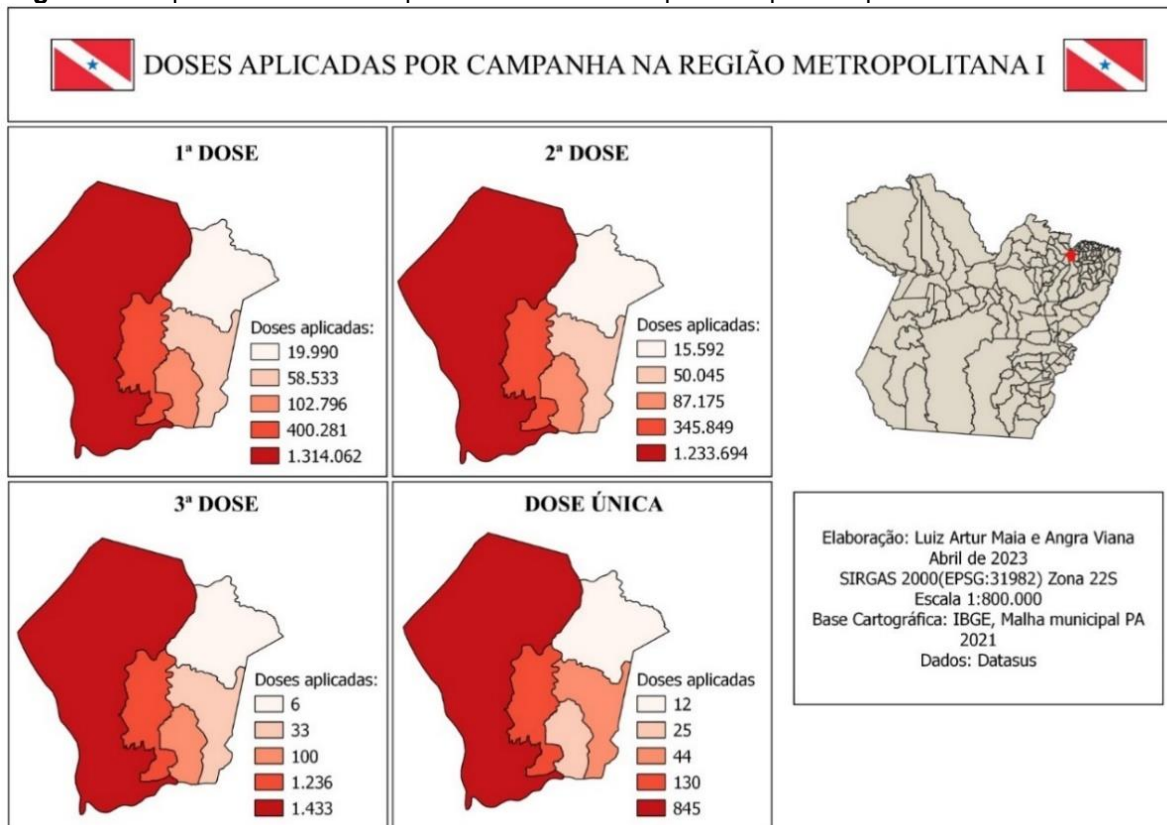 DOSES APLICADAS POR CAMPANHA NA REGIÃO METROPOLITANA I
1ª DOSE
Doses aplicadas:
19.990
58.533
102.796
400.281
1.314.062
2ª DOSE
Doses aplicadas:
15.592
50.045
87.175
345.849
1.233.694
3ª DOSE
Doses aplicadas:
6
33
100
1.236
1.433
DOSE ÚNICA
Doses aplicadas
12
25
44
130
845
Elaboração: Luiz Artur Maia e Angra Viana
Abril de 2023
SIRGAS 2000(EPSG:31982) Zona 22S
Escala 1:800.000
Base Cartográfica: IBGE, Malha municipal PA
2021
Dados: Datasus